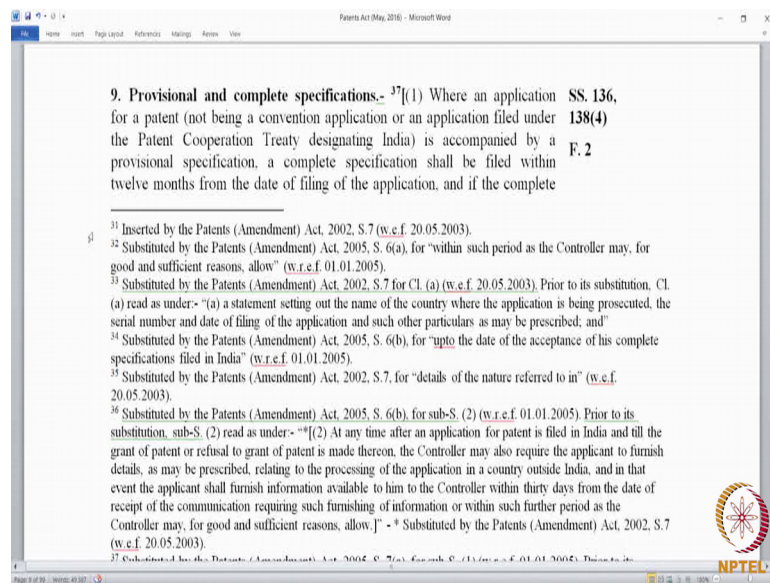 Patents Act (May, 2016) - Microsoft Word
File Home Insert Page Layout References Mailings Review View
9. Provisional and complete specifications.- 37[(1) Where an application SS. 136,
for a patent (not being a convention application or an application filed under 138(4)
the Patent Cooperation Treaty designating India) is accompanied by a F. 2
provisional specification, a complete specification shall be filed within
twelve months from the date of filing of the application, and if the complete
31 Inserted by the Patents (Amendment) Act, 2002, S.7 (w.e.f. 20.05.2003).
32 Substituted by the Patents (Amendment) Act, 2005, S. 6(a), for “within such period as the Controller may, for
good and sufficient reasons, allow” (w.r.e.f. 01.01.2005).
33 Substituted by the Patents (Amendment) Act, 2002, S.7 for Cl. (a) (w.e.f. 20.05.2003). Prior to its substitution, Cl.
(a) read as under:- “(a) a statement setting out the name of the country where the application is being prosecuted, the
serial number and date of filing of the application and such other particulars as may be prescribed; and”
34 Substituted by the Patents (Amendment) Act, 2005, S. 6(b), for “upto the date of the acceptance of his complete
specifications filed in India” (w.r.e.f. 01.01.2005).
35 Substituted by the Patents (Amendment) Act, 2002, S.7, for “details of the nature referred to in” (w.e.f.
20.05.2003).
36 Substituted by the Patents (Amendment) Act, 2005, S. 6(b), for sub-S. (2) (w.r.e.f. 01.01.2005). Prior to its
substitution, sub-S. (2) read as under:- “*[(2) At any time after an application for patent is filed in India and till the
grant of patent or refusal to grant of patent is made thereon, the Controller may also require the applicant to furnish
details, as may be prescribed, relating to the processing of the application in a country outside India, and in that
event the applicant shall furnish information available to him to the Controller within thirty days from the date of
receipt of the communication requiring such furnishing of information or within such further period as the
Controller may, for good and sufficient reasons, allow.]” - * Substituted by the Patents (Amendment) Act, 2002, S.7
(w.e.f. 20.05.2003).
NPTEL